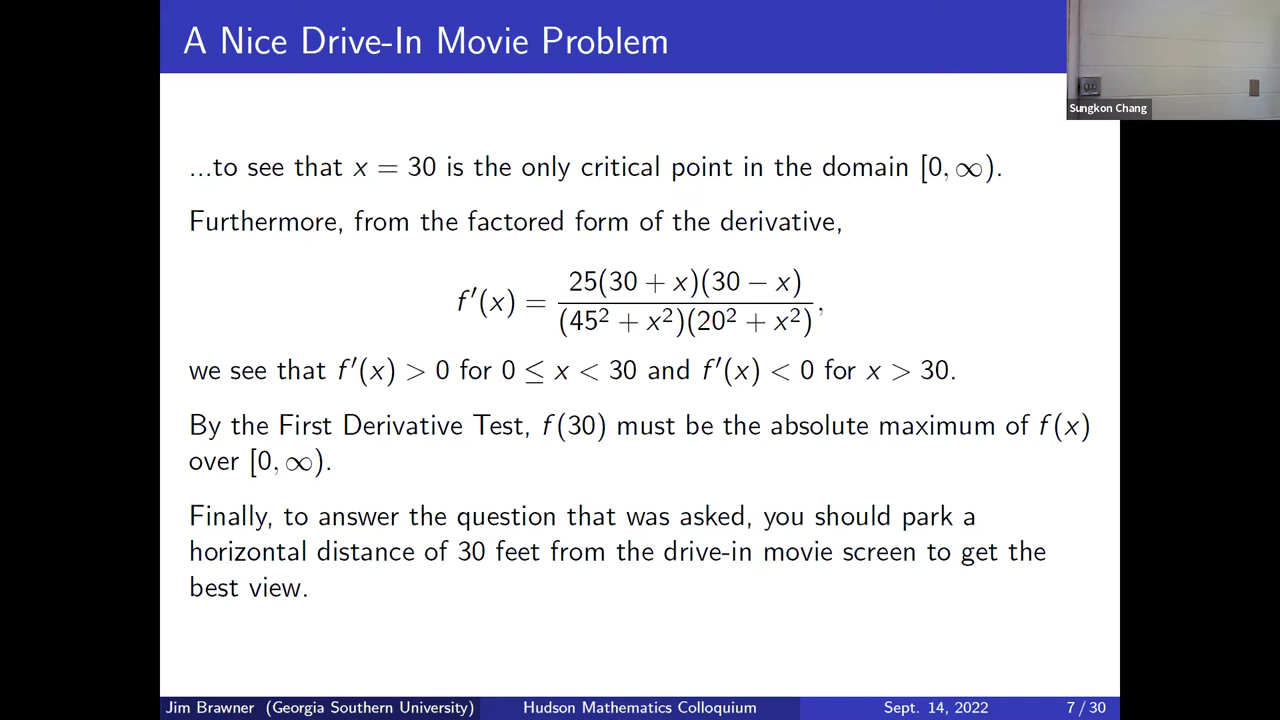 A Nice Drive-In Movie Problem
Sungkon Chang
...to see that x = 30 is the only critical point in the domain [0, ∞).
Furthermore, from the factored form of the derivative,
f′(x) = 25(30 + x)(30 − x) / (45² + x²)(20² + x²),
we see that f′(x) > 0 for 0 ≤ x < 30 and f′(x) < 0 for x > 30.
By the First Derivative Test, f(30) must be the absolute maximum of f(x)
over [0, ∞).
Finally, to answer the question that was asked, you should park a
horizontal distance of 30 feet from the drive-in movie screen to get the
best view.
Jim Brawner (Georgia Southern University) Hudson Mathematics Colloquium Sept. 14, 2022 7 / 30